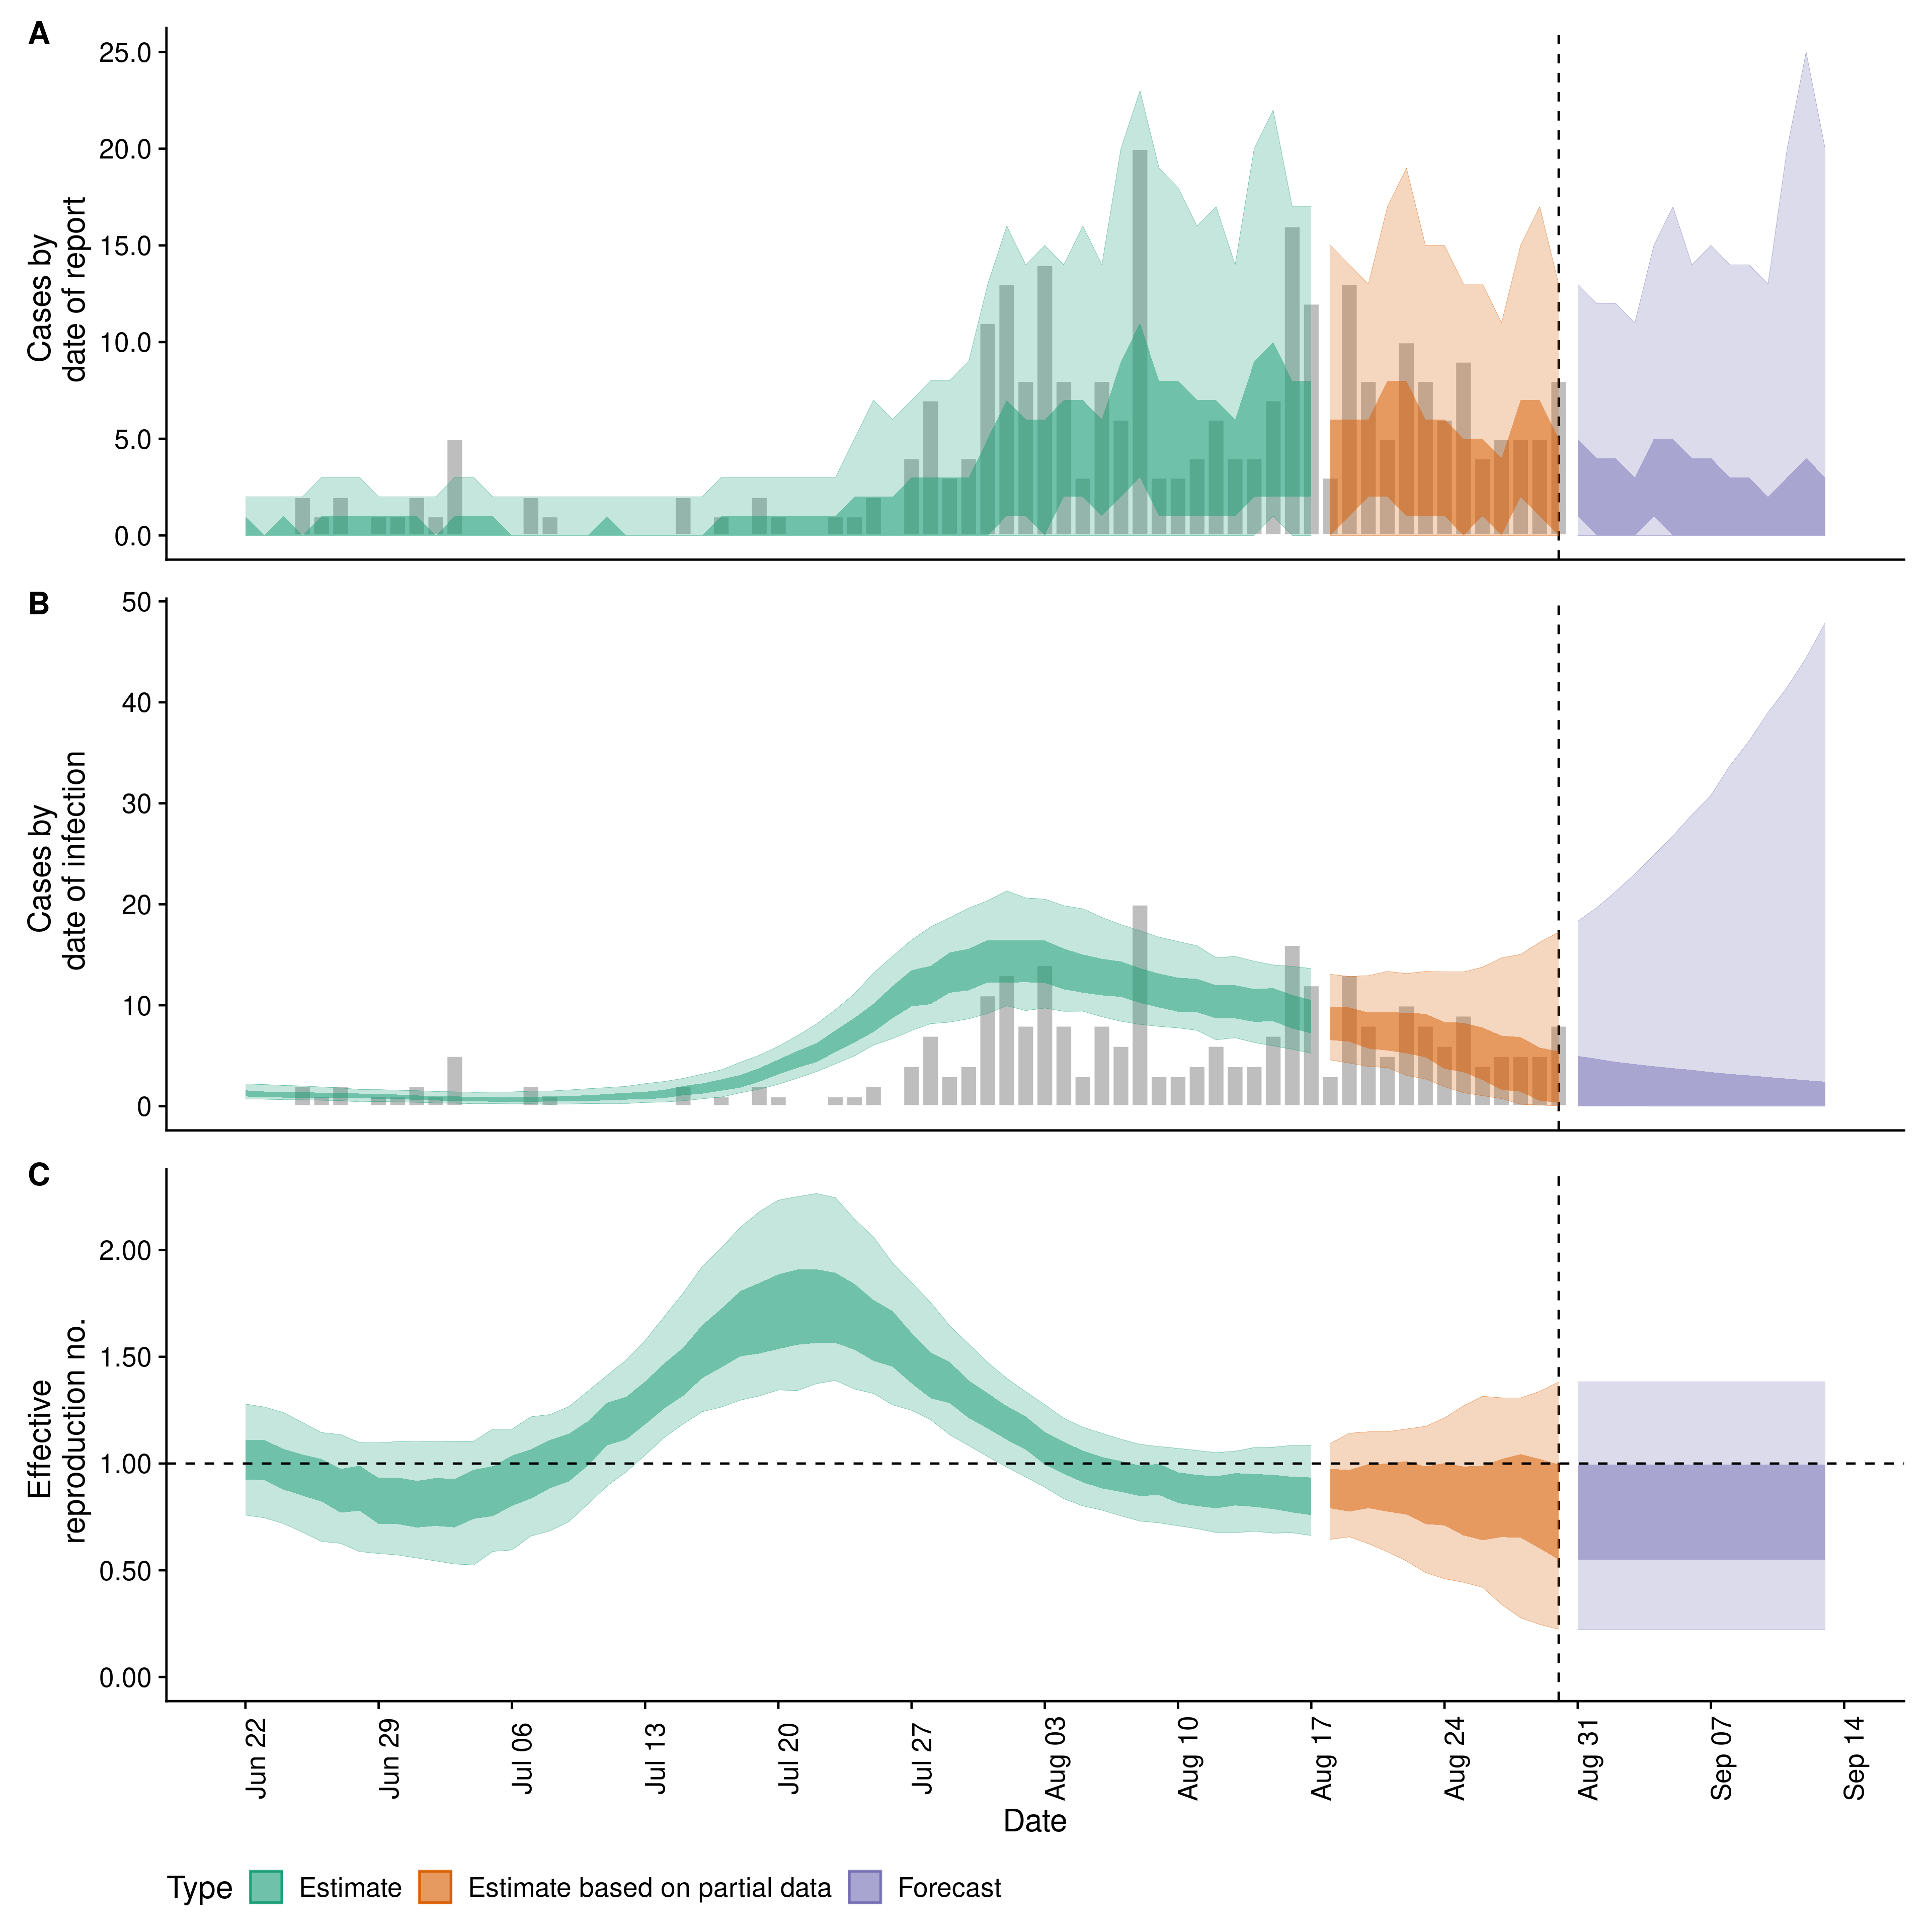 A
25.0
20.0
15.0
10.0
5.0
0.0
Cases by
date of report
B
50
40
30
20
10
0
Cases by
date of infection
C
2.00
1.50
1.00
0.50
0.00
Effective
reproduction no.
Jun 22
Jun 29
Jul 06
Jul 13
Jul 20
Jul 27
Aug 03
Aug 10
Aug 17
Aug 24
Aug 31
Sep 07
Sep 14
Date
Type Estimate Estimate based on partial data Forecast